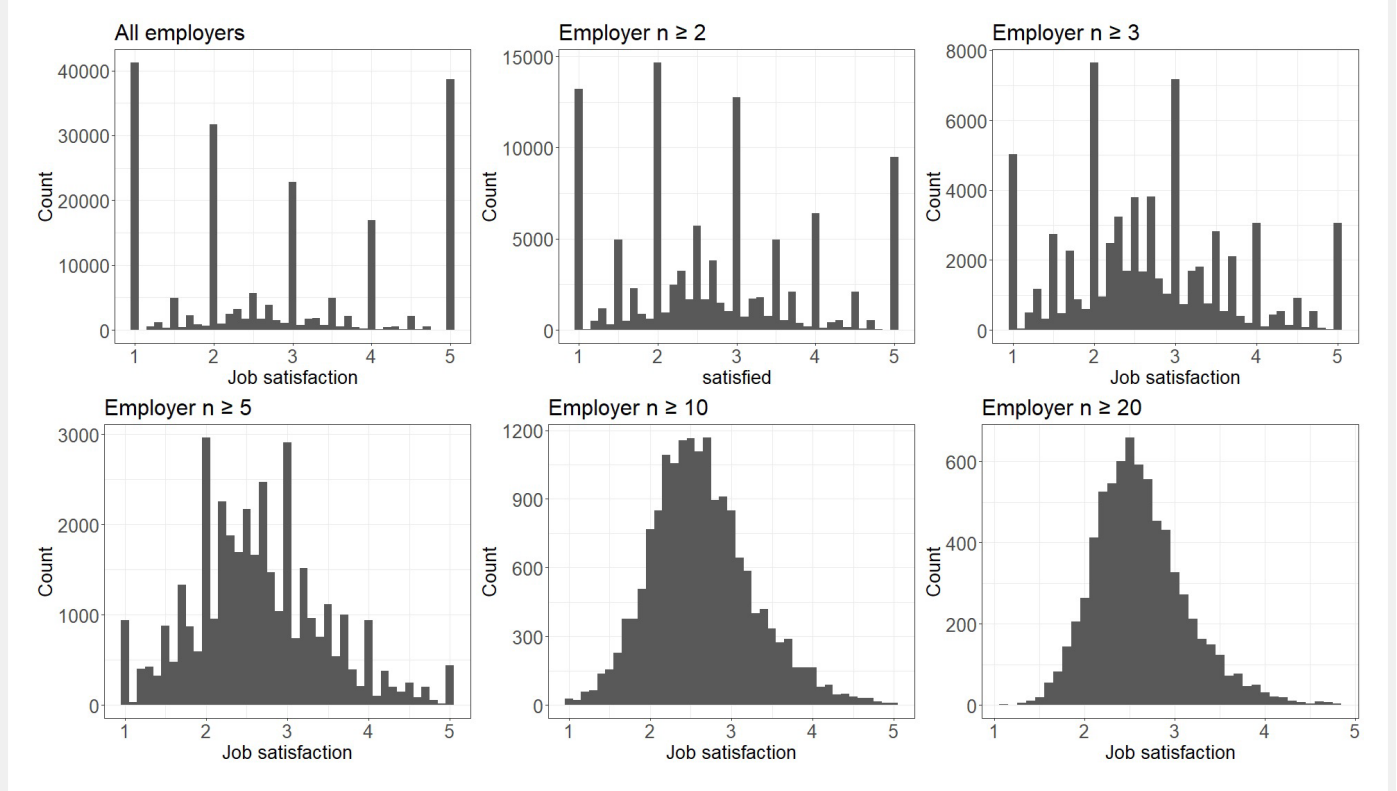 All employers
Count
40000
30000
20000
10000
0
1 2 3 4 5
Job satisfaction
Employer n ≥ 2
Count
15000
10000
5000
0
1 2 3 4 5
satisfied
Employer n ≥ 3
Count
8000
6000
4000
2000
0
1 2 3 4 5
Job satisfaction
Employer n ≥ 5
Count
3000
2000
1000
0
1 2 3 4 5
Job satisfaction
Employer n ≥ 10
Count
1200
900
600
300
0
1 2 3 4 5
Job satisfaction
Employer n ≥ 20
Count
600
400
200
0
1 2 3 4 5
Job satisfaction